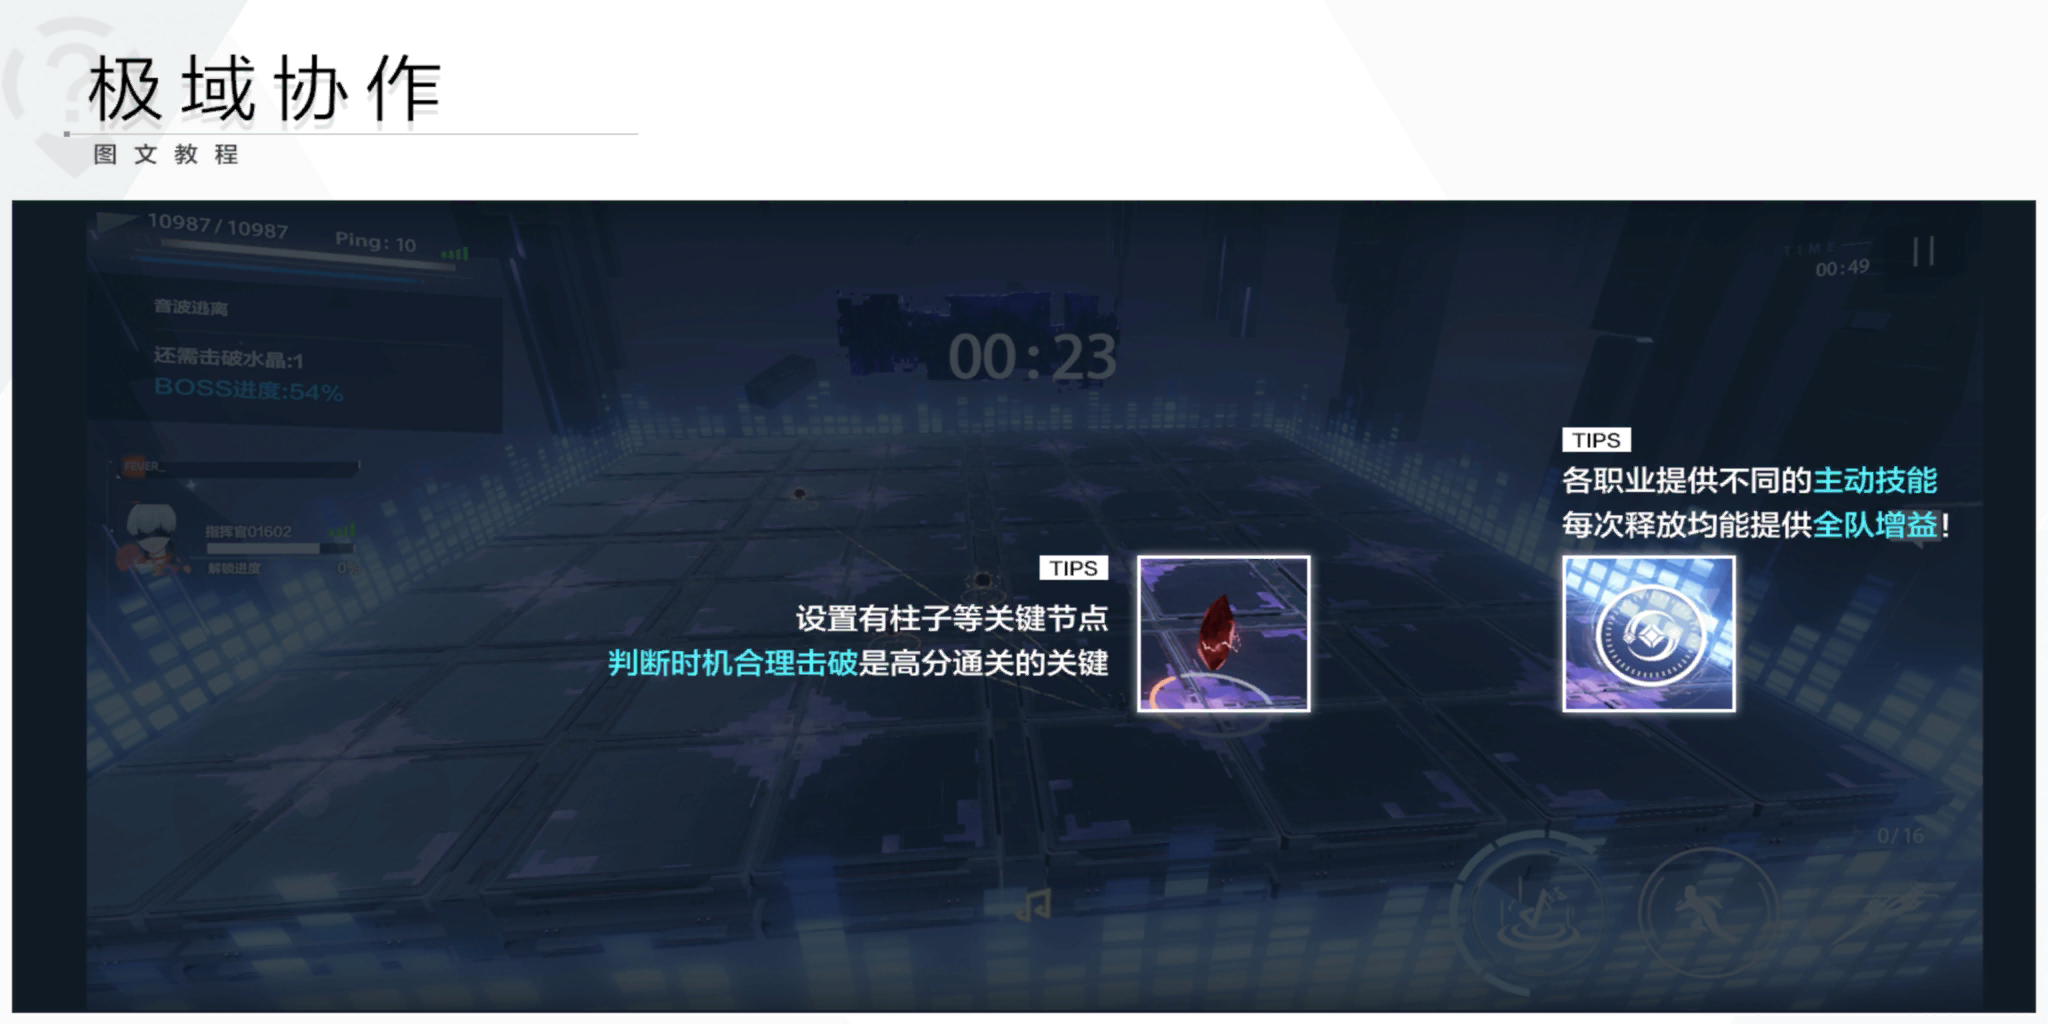 极域协作
图文教程
10987/10987
Ping: 10
TIME
00:49
音波逃离
还需击破水晶:1
BOSS进度:54%
00:23
FEVER
指挥官01602
解锁进度
0%
TIPS
各职业提供不同的主动技能
每次释放均能提供全队增益!
TIPS
设置有柱子等关键节点
判断时机合理击破是高分通关的关键
0/16